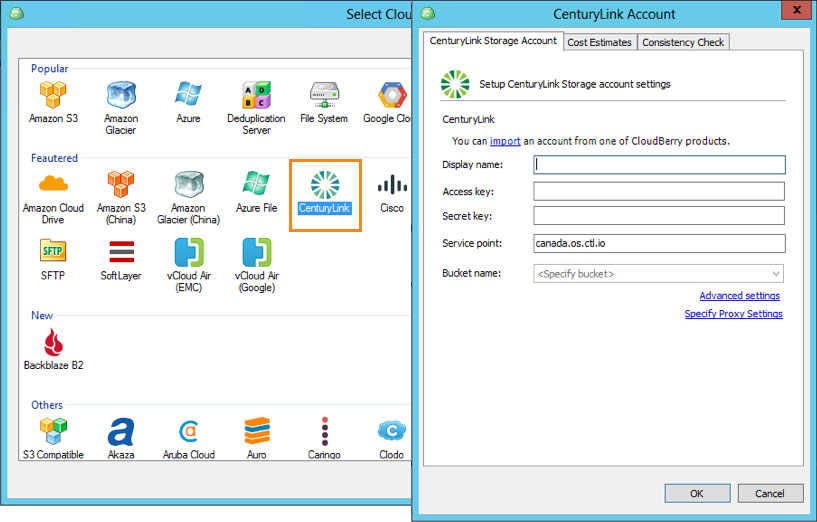 Select Clou
Popular
Amazon S3
Amazon
Glacier
Azure
Deduplication
Server
File System
Google Clou
Feautered
Amazon Cloud
Drive
Amazon S3
(China)
Amazon
Glacier (China)
Azure File
CenturyLink
Cisco
SFTP
SFTP
SoftLayer
vCloud Air
(EMC)
vCloud Air
(Google)
New
Backblaze B2
Others
S3 Compatible
Akaza
Aruba Cloud
Auro
Caringo
Clodo
CenturyLink Account
x
CenturyLink Storage Account
Cost Estimates
Consistency Check
Setup CenturyLink Storage account settings
CenturyLink
You can import an account from one of CloudBerry products.
Display name:
Access key:
Secret key:
Service point: canada.os.ctl.io
Bucket name: <Specify bucket>
Advanced settings
Specify Proxy Settings
OK
Cancel